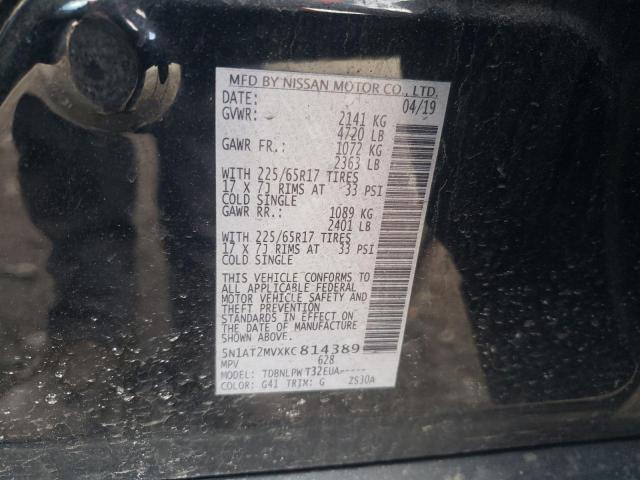 MFD BY NISSAN MOTOR CO., LTD.
DATE: 04/19
GVWR: 2141 KG
4720 LB
GAWR FR.: 1072 KG
2363 LB
WITH 225/65R17 TIRES
17 X 7J RIMS AT 33 PSI
COLD SINGLE
GAWR RR.: 1089 KG
2401 LB
WITH 225/65R17 TIRES
17 X 7J RIMS AT 33 PSI
COLD SINGLE
THIS VEHICLE CONFORMS TO
ALL APPLICABLE FEDERAL
MOTOR VEHICLE SAFETY AND
THEFT PREVENTION
STANDARDS IN EFFECT ON THE
DATE OF MANUFACTURE
SHOWN ABOVE.
5N1AT2MVXKC814389
MPV 628
MODEL: TDBNLPWT32EUA-----
COLOR: G41 TRIM: G 2S30A